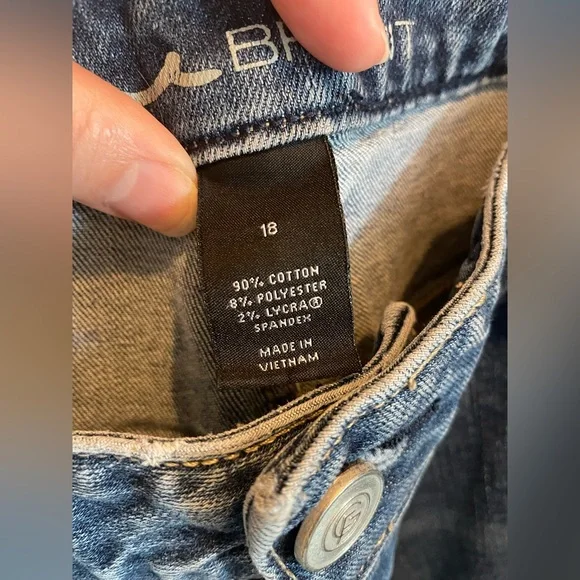 18
90% COTTON
8% POLYESTER
2% LYCRA®
SPANDEX
MADE IN
VIETNAM